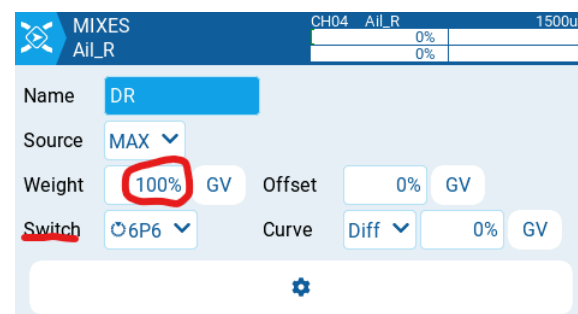 MIXES
Ail_R
CH04 Ail_R 1500u
0%
0%
Name DR
Source MAX
Weight 100% GV Offset 0% GV
Switch 6P6 Curve Diff 0% GV